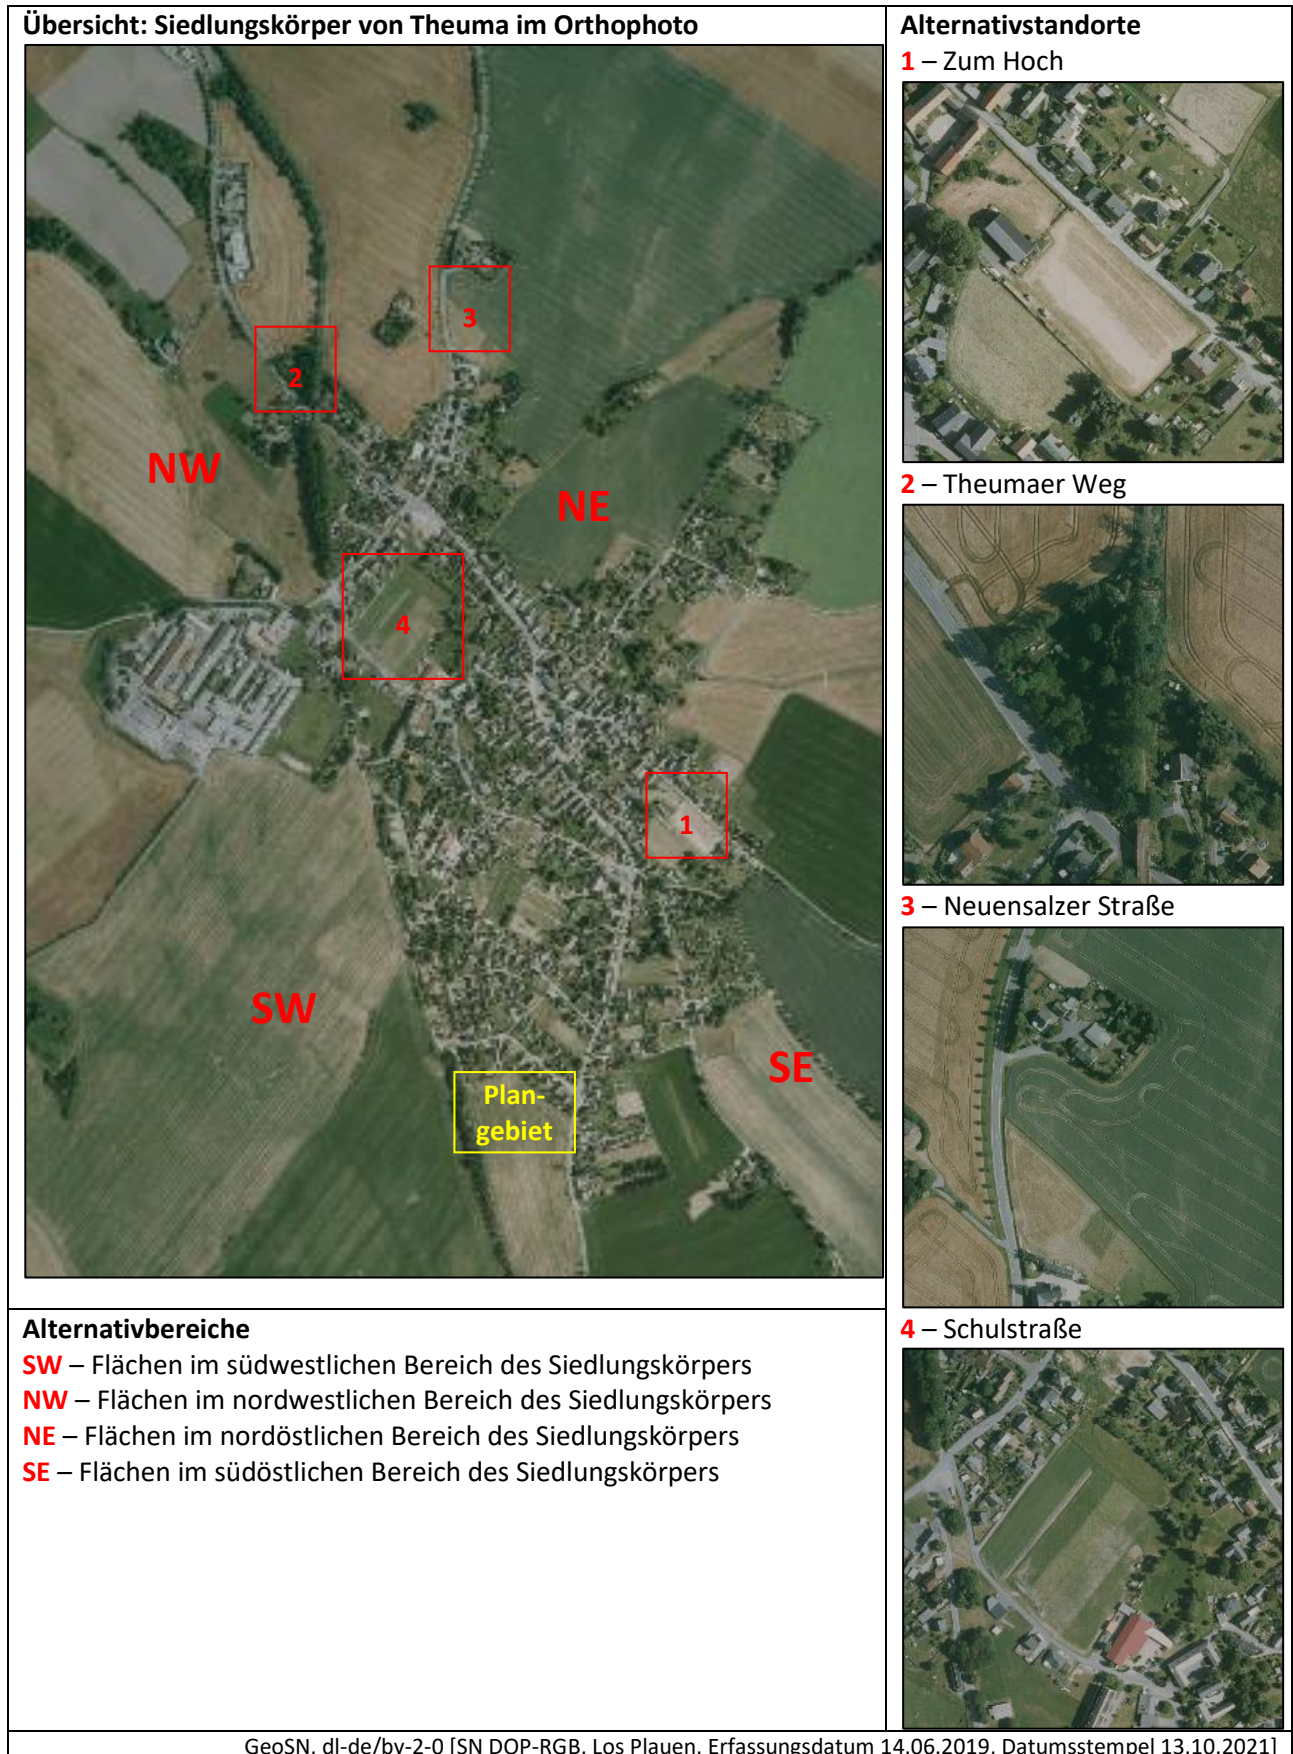 Übersicht: Siedlungskörper von Theuma im Orthophoto
NW
2
3
NE
4
1
SW
SE
Plan-
gebiet
Alternativbereiche
SW – Flächen im südwestlichen Bereich des Siedlungskörpers
NW – Flächen im nordwestlichen Bereich des Siedlungskörpers
NE – Flächen im nordöstlichen Bereich des Siedlungskörpers
SE – Flächen im südöstlichen Bereich des Siedlungskörpers
Alternativstandorte
1 – Zum Hoch
2 – Theumaer Weg
3 – Neuensalzer Straße
4 – Schulstraße
GeoSN, dl-de/by-2-0 [SN DOP-RGB, Los Plauen, Erfassungsdatum 14.06.2019, Datumsstempel 13.10.2021]